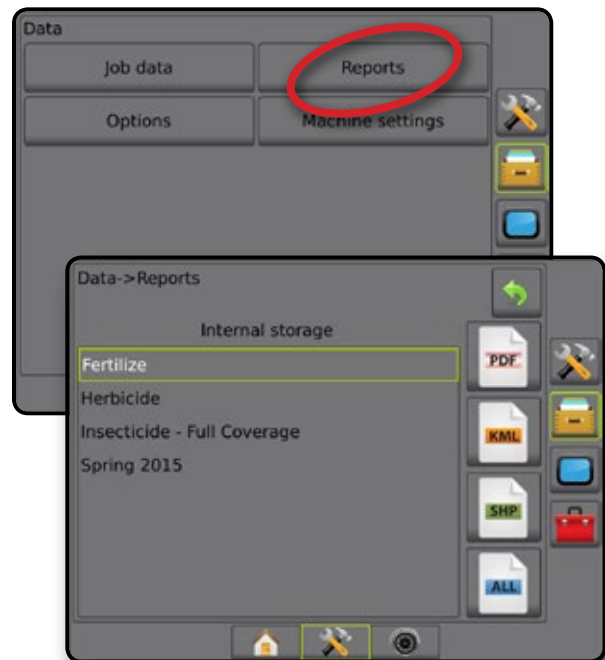 Data
Job data
Reports
Options
Machine settings
Data->Reports
Internal storage
Fertilize
Herbicide
Insecticide - Full Coverage
Spring 2015
PDF
KML
SHP
ALL